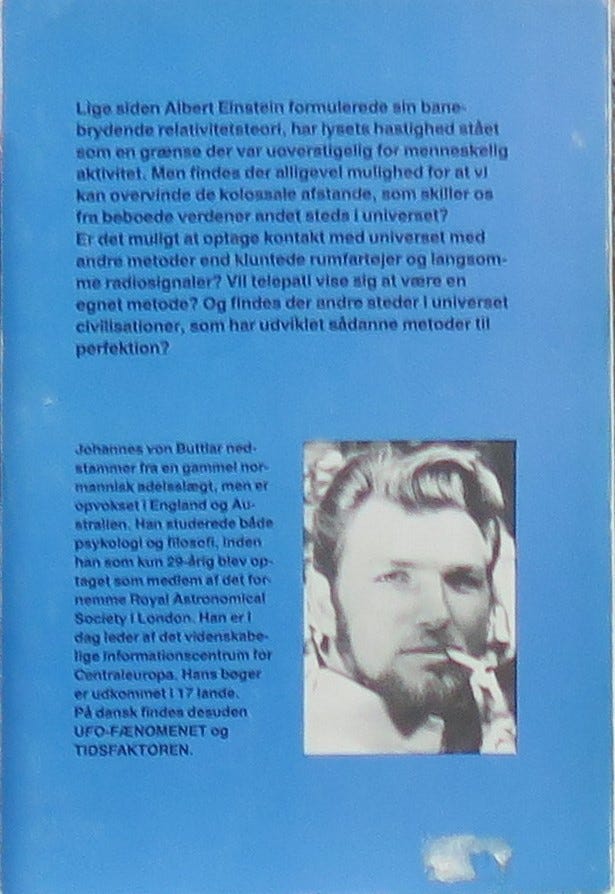 Lige siden Albert Einstein formulerede sin bane-
brydende relativitetsteori, har lysets hastighed stået
som en grænse der var uoverstigelig for menneskelig
aktivitet. Men findes der alligevel mulighed for at vi
kan overvinde de kolossale afstande, som skiller os
fra beboede verdener andet steds i universet?
Er det muligt at optage kontakt med universet med
andre metoder end kluntede rumfartøjer og langsom-
me radiosignaler? Vil telepati vise sig at være en
egnet metode? Og findes der andre steder i universet
civilisationer, som har udviklet sådanne metoder til
perfektion?
Johannes von Buttlar ned-
stammer fra en gammel nor-
mannisk adelsslægt, men er
opvokset i England og Au-
stralien. Han studerede både
psykologi og filosofi, inden
han som kun 29-årig blev op-
taget som medlem af det for-
nemme Royal Astronomical
Society i London. Han er i
dag leder af det videnskabe-
lige informationscentrum for
Centraleuropa. Hans bøger
er udkommet i 17 lande.
På dansk findes desuden
UFO-FÆNOMENET og
TIDSFAKTOREN.